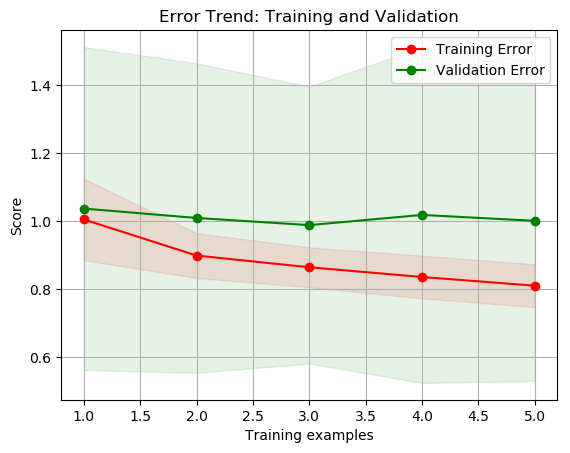 Error Trend: Training and Validation
Training Error
Validation Error
Score
1.4
1.2
1.0
0.8
0.6
1.0 1.5 2.0 2.5 3.0 3.5 4.0 4.5 5.0
Training examples